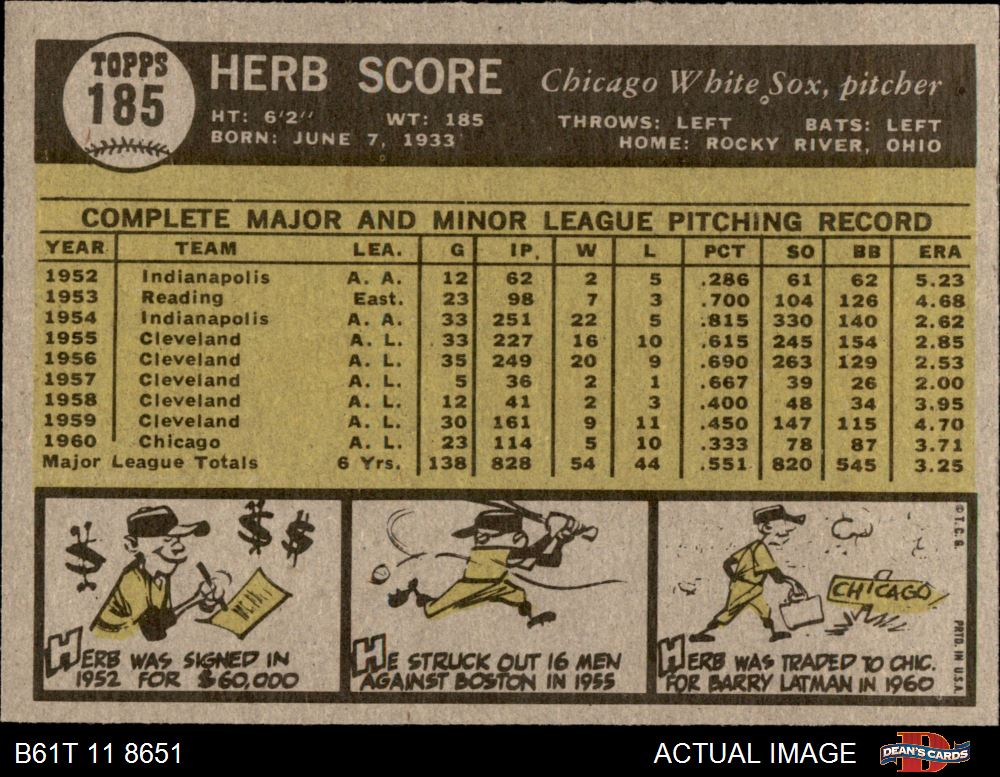 TOPPS
185
HERB SCORE
Chicago White Sox, pitcher
HT: 6'2" WT: 185
THROWS: LEFT BATS: LEFT
BORN: JUNE 7, 1933
HOME: ROCKY RIVER, OHIO
COMPLETE MAJOR AND MINOR LEAGUE PITCHING RECORD
YEAR TEAM LEA. G IP. W L PCT SO BB ERA
1952 Indianapolis A. A. 12 62 2 5 .286 61 62 5.23
1953 Reading East. 23 98 7 3 .700 104 126 4.68
1954 Indianapolis A. A. 33 251 22 5 .815 330 140 2.62
1955 Cleveland A. L. 33 227 16 10 .615 245 154 2.85
1956 Cleveland A. L. 35 249 20 9 .690 263 129 2.53
1957 Cleveland A. L. 5 36 2 1 .667 39 26 2.00
1958 Cleveland A. L. 12 41 2 3 .400 48 34 3.95
1959 Cleveland A. L. 30 161 9 11 .450 147 115 4.70
1960 Chicago A. L. 23 114 5 10 .333 78 87 3.71
Major League Totals 6 Yrs. 138 828 54 44 .551 820 545 3.25
$ $ $
HERB WAS SIGNED IN
1952 FOR $60,000
HE STRUCK OUT 16 MEN
AGAINST BOSTON IN 1955
CHICAGO
HERB WAS TRADED TO CHIC.
FOR BARRY LATMAN IN 1960
© T.C.G.
PRTD. IN U.S.A.
B61T 11 8651
ACTUAL IMAGE
DEAN'S CARDS